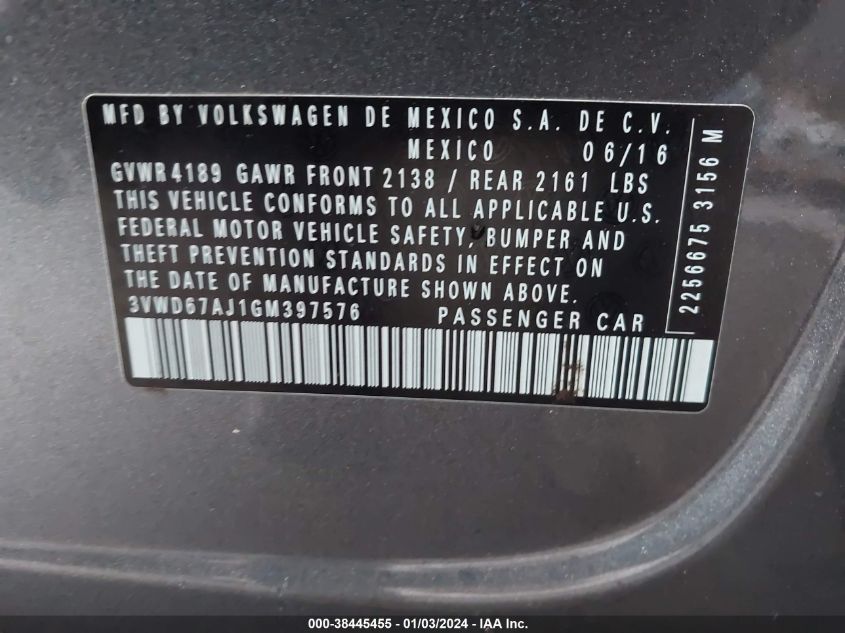 MFD BY VOLKSWAGEN DE MEXICO S.A. DE C.V.
MEXICO 06/16
GVWR 4189 GAWR FRONT 2138 / REAR 2161 LBS
THIS VEHICLE CONFORMS TO ALL APPLICABLE U.S.
FEDERAL MOTOR VEHICLE SAFETY, BUMPER AND
THEFT PREVENTION STANDARDS IN EFFECT ON
THE DATE OF MANUFACTURE SHOWN ABOVE.
3VWD67AJ1GM397576 PASSENGER CAR
2256675 3156 M
000-38445455 - 01/03/2024 - IAA Inc.